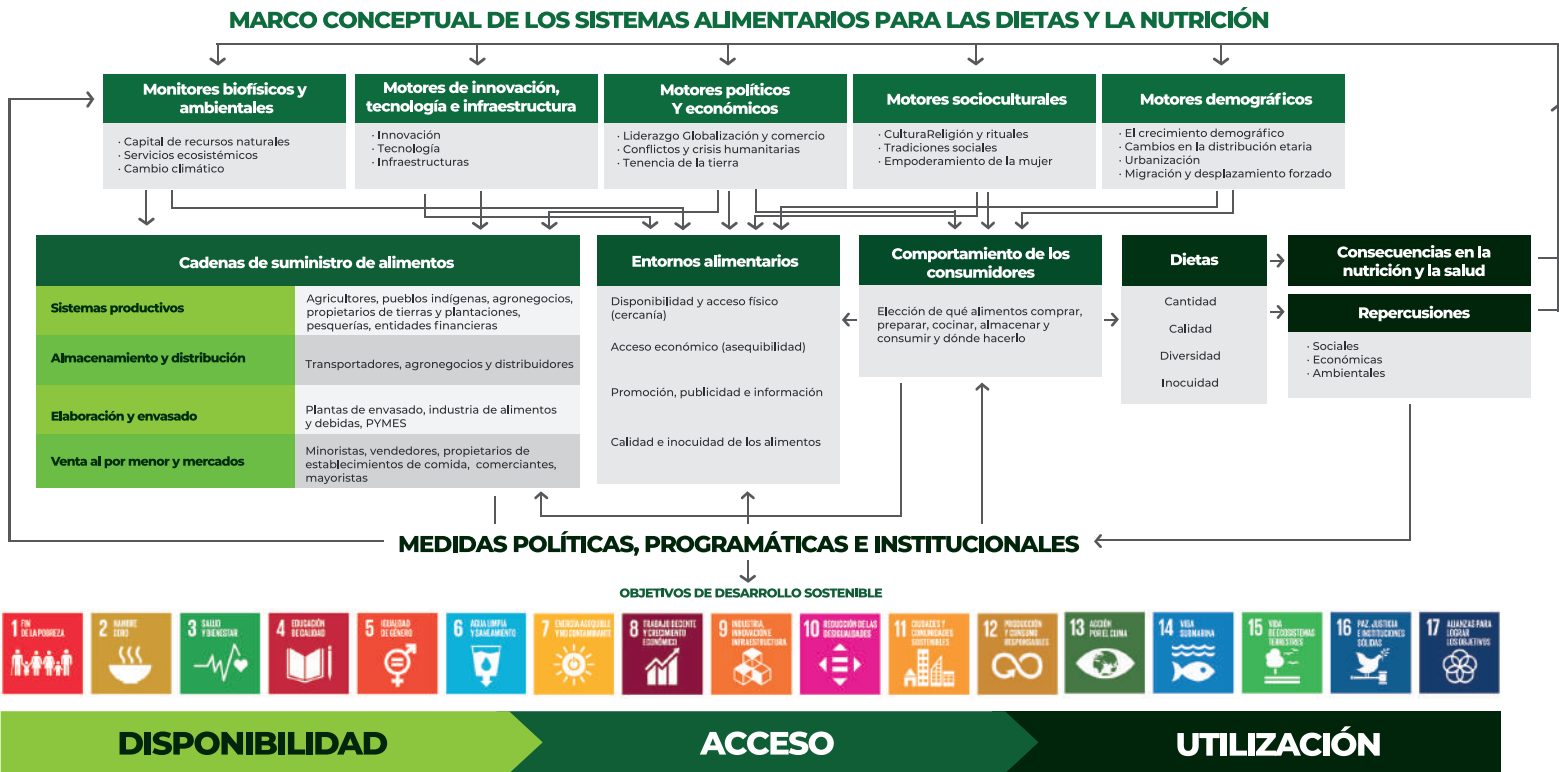 MARCO CONCEPTUAL DE LOS SISTEMAS ALIMENTARIOS PARA LAS DIETAS Y LA NUTRICIÓN
Monitores biofísicos y
ambientales
· Capital de recursos naturales
· Servicios ecosistémicos
· Cambio climático
Motores de innovación,
tecnología e infraestructura
· Innovación
· Tecnología
· Infraestructuras
Motores políticos
Y económicos
· Liderazgo Globalización y comercio
· Conflictos y crisis humanitarias
· Tenencia de la tierra
Motores socioculturales
· CulturaReligión y rituales
· Tradiciones sociales
· Empoderamiento de la mujer
Motores demográficos
· El crecimiento demográfico
· Cambios en la distribución etaria
· Urbanización
· Migración y desplazamiento forzado
Cadenas de suministro de alimentos
Sistemas productivos
Agricultores, pueblos indígenas, agronegocios,
propietarios de tierras y plantaciones,
pesquerías, entidades financieras
Almacenamiento y distribución
Transportadores, agronegocios y distribuidores
Elaboración y envasado
Plantas de envasado, industria de alimentos
y debidas, PYMES
Venta al por menor y mercados
Minoristas, vendedores, propietarios de
establecimientos de comida, comerciantes,
mayoristas
Entornos alimentarios
Disponibilidad y acceso físico
(cercanía)
Acceso económico (asequibilidad)
Promoción, publicidad e información
Calidad e inocuidad de los alimentos
Comportamiento de los
consumidores
Elección de qué alimentos comprar,
preparar, cocinar, almacenar y
consumir y dónde hacerlo
Dietas
Cantidad
Calidad
Diversidad
Inocuidad
Consecuencias en la
nutrición y la salud
Repercusiones
· Sociales
· Económicas
· Ambientales
MEDIDAS POLÍTICAS, PROGRAMÁTICAS E INSTITUCIONALES
OBJETIVOS DE DESARROLLO SOSTENIBLE
1 FIN
DE LA POBREZA
2 HAMBRE
CERO
3 SALUD
Y BIENESTAR
4 EDUCACIÓN
DE CALIDAD
5 IGUALDAD
DE GÉNERO
6 AGUA LIMPIA
Y SANEAMIENTO
7 ENERGÍA ASEQUIBLE
Y NO CONTAMINANTE
8 TRABAJO DECENTE
Y CRECIMIENTO
ECONÓMICO
9 INDUSTRIA,
INNOVACIÓN E
INFRAESTRUCTURA
10 REDUCCIÓN DE LAS
DESIGUALDADES
11 CIUDADES Y
COMUNIDADES
SOSTENIBLES
12 PRODUCCIÓN
Y CONSUMO
RESPONSABLES
13 ACCIÓN
POR EL CLIMA
14 VIDA
SUBMARINA
15 VIDA
DE ECOSISTEMAS
TERRESTRES
16 PAZ, JUSTICIA
E INSTITUCIONES
SÓLIDAS
17 ALIANZAS PARA
LOGRAR
LOS OBJETIVOS
DISPONIBILIDAD
ACCESO
UTILIZACIÓN